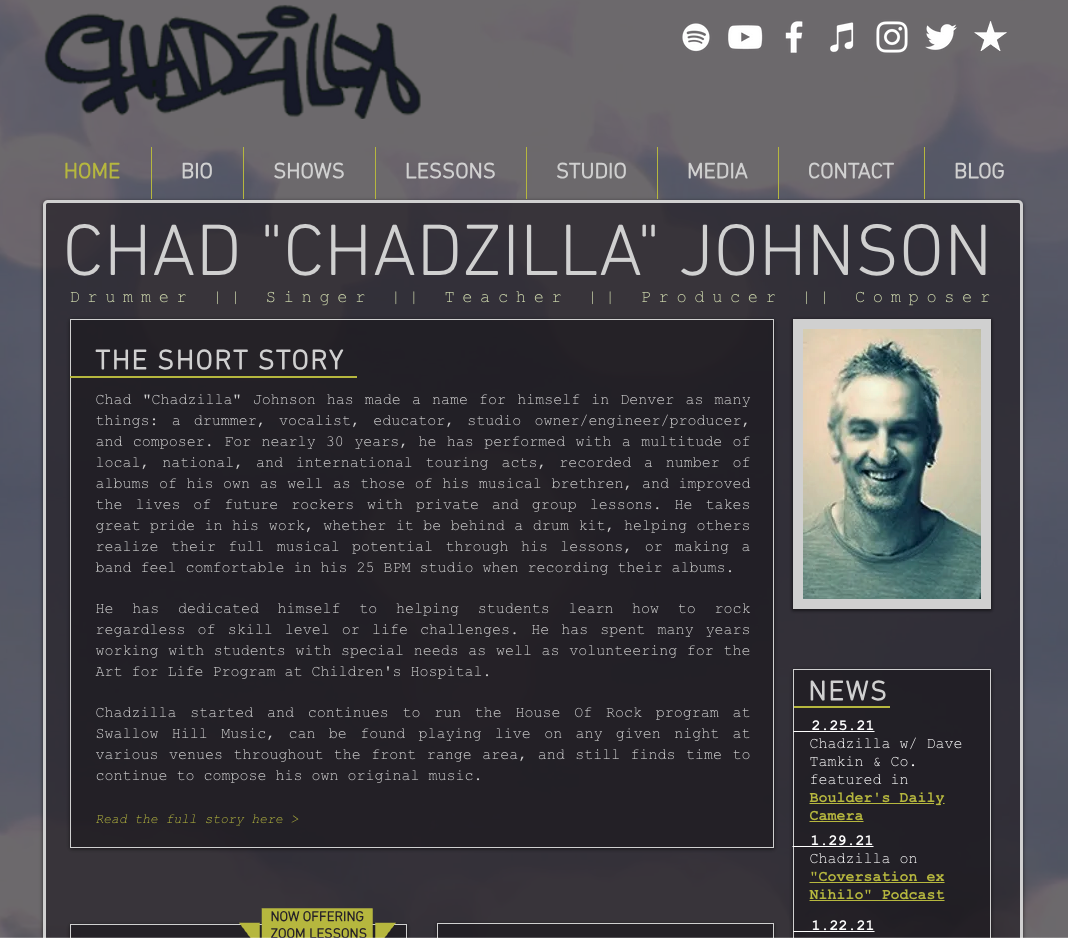 CHADZILLA
HOME
BIO
SHOWS
LESSONS
STUDIO
MEDIA
CONTACT
BLOG
CHAD "CHADZILLA" JOHNSON
Drummer || Singer || Teacher || Producer || Composer
THE SHORT STORY
Chad "Chadzilla" Johnson has made a name for himself in Denver as many
things: a drummer, vocalist, educator, studio owner/engineer/producer,
and composer. For nearly 30 years, he has performed with a multitude of
local, national, and international touring acts, recorded a number of
albums of his own as well as those of his musical brethren, and improved
the lives of future rockers with private and group lessons. He takes
great pride in his work, whether it be behind a drum kit, helping others
realize their full musical potential through his lessons, or making a
band feel comfortable in his 25 BPM studio when recording their albums.
He has dedicated himself to helping students learn how to rock
regardless of skill level or life challenges. He has spent many years
working with students with special needs as well as volunteering for the
Art for Life Program at Children's Hospital.
Chadzilla started and continues to run the House Of Rock program at
Swallow Hill Music, can be found playing live on any given night at
various venues throughout the front range area, and still finds time to
continue to compose his own original music.
Read the full story here >
NEWS
2.25.21
Chadzilla w/ Dave
Tamkin & Co.
featured in
Boulder's Daily
Camera
1.29.21
Chadzilla on
"Coversation ex
Nihilo" Podcast
1.22.21
NOW OFFERING
ZOOM LESSONS